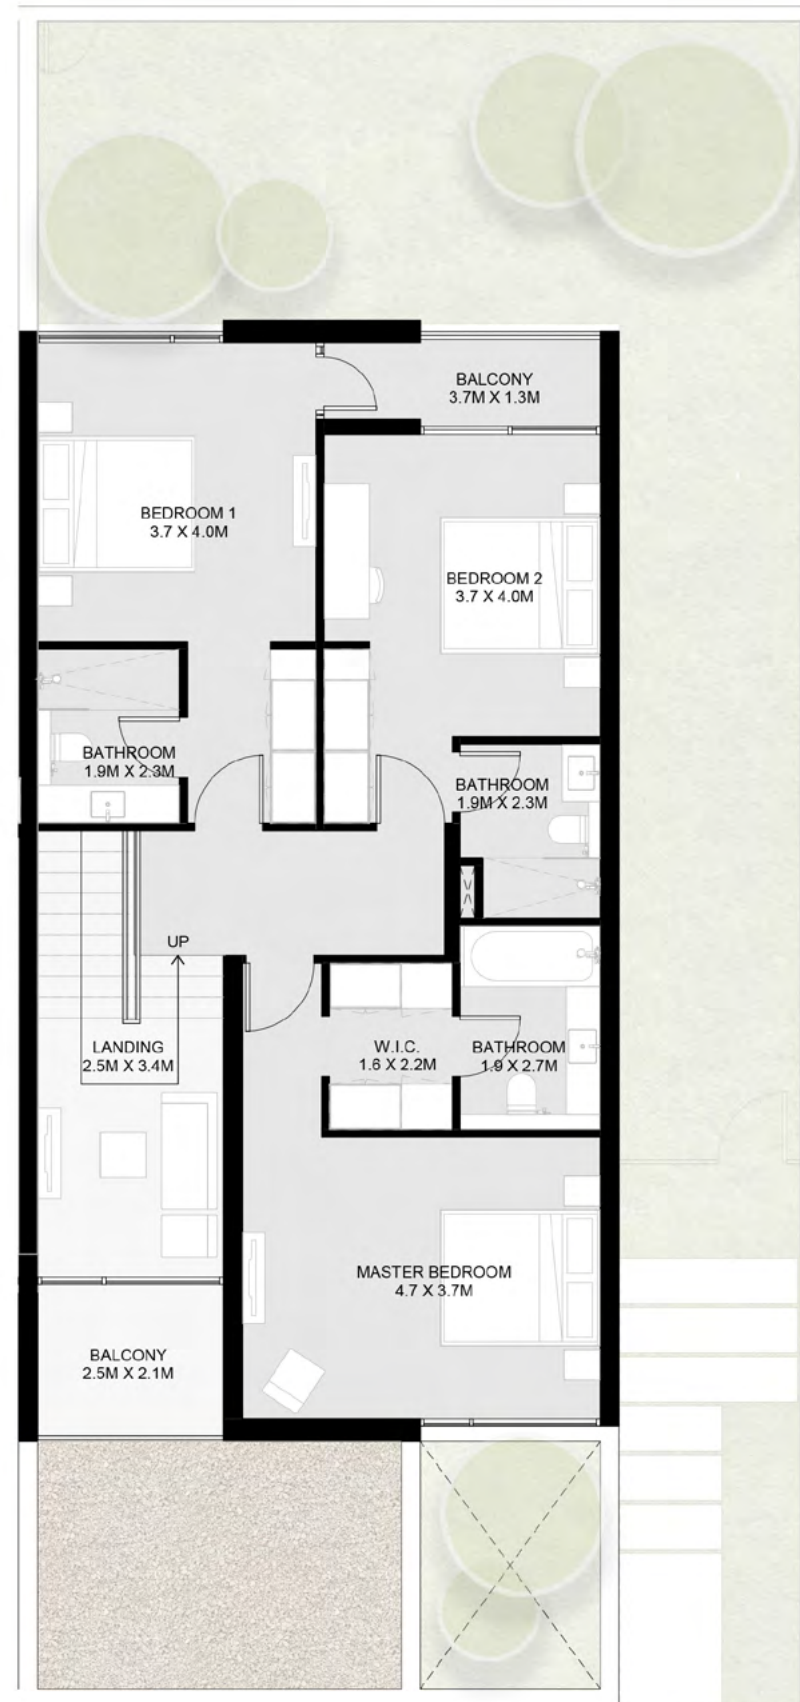 BALCONY
3.7M X 1.3M
BEDROOM 1
3.7 X 4.0M
BEDROOM 2
3.7 X 4.0M
BATHROOM
1.9M X 2.3M
BATHROOM
1.9M X 2.3M
UP
LANDING
2.5M X 3.4M
W.I.C.
1.6 X 2.2M
BATHROOM
1.9 X 2.7M
MASTER BEDROOM
4.7 X 3.7M
BALCONY
2.5M X 2.1M